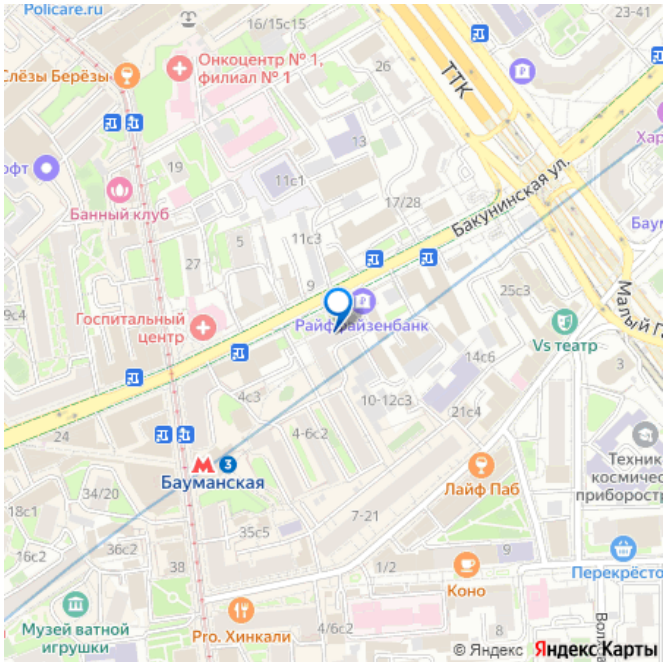 Policare.ru
16/15с15
23-41
Онкоцентр № 1,
филиал № 1
26
ТТК
Слёзы Берёзы
13
19
11с1
Банный клуб
17/28
Бакунинская ул.
5
11с3
27
9
25с3
Госпитальный
центр
Райффайзенбанк
Малый Г
Vs театр
14с6
3
4с3
10-12с3
21с4
24
4-6с2
М
3
Бауманская
Лайф Паб
34/20
18с1
7-21
35с5
36с2
16с2
38
1/2
9
Коно
Перекрёсто
Музей ватной
игрушки
Pro. Хинкали
4/6с2
8
© Яндекс
Яндекс Карты